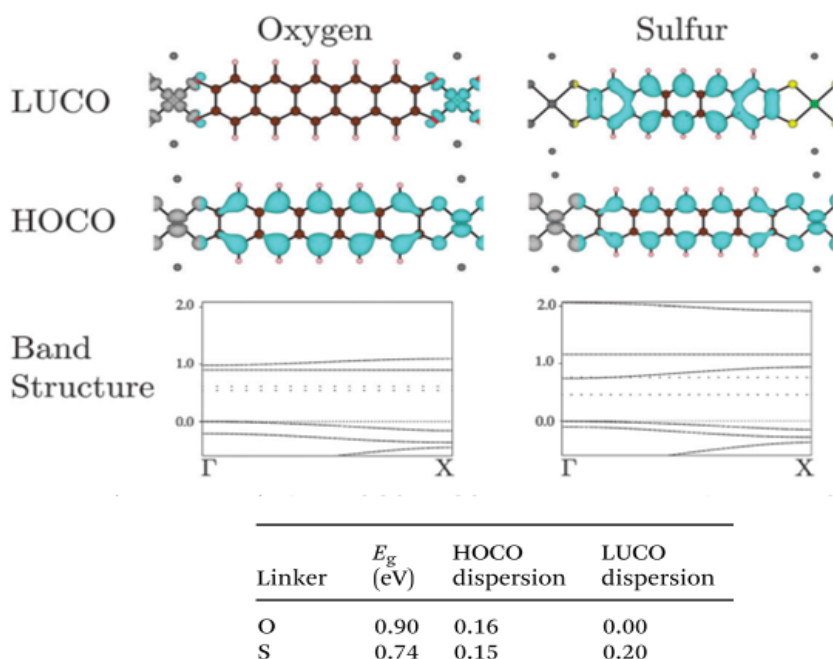 Oxygen Sulfur
LUCO
HOCO
Band
Structure
2.0
1.0
0.0
Γ X
2.0
1.0
0.0
Γ X
Linker E_g (eV) HOCO dispersion LUCO dispersion
O 0.90 0.16 0.00
S 0.74 0.15 0.20